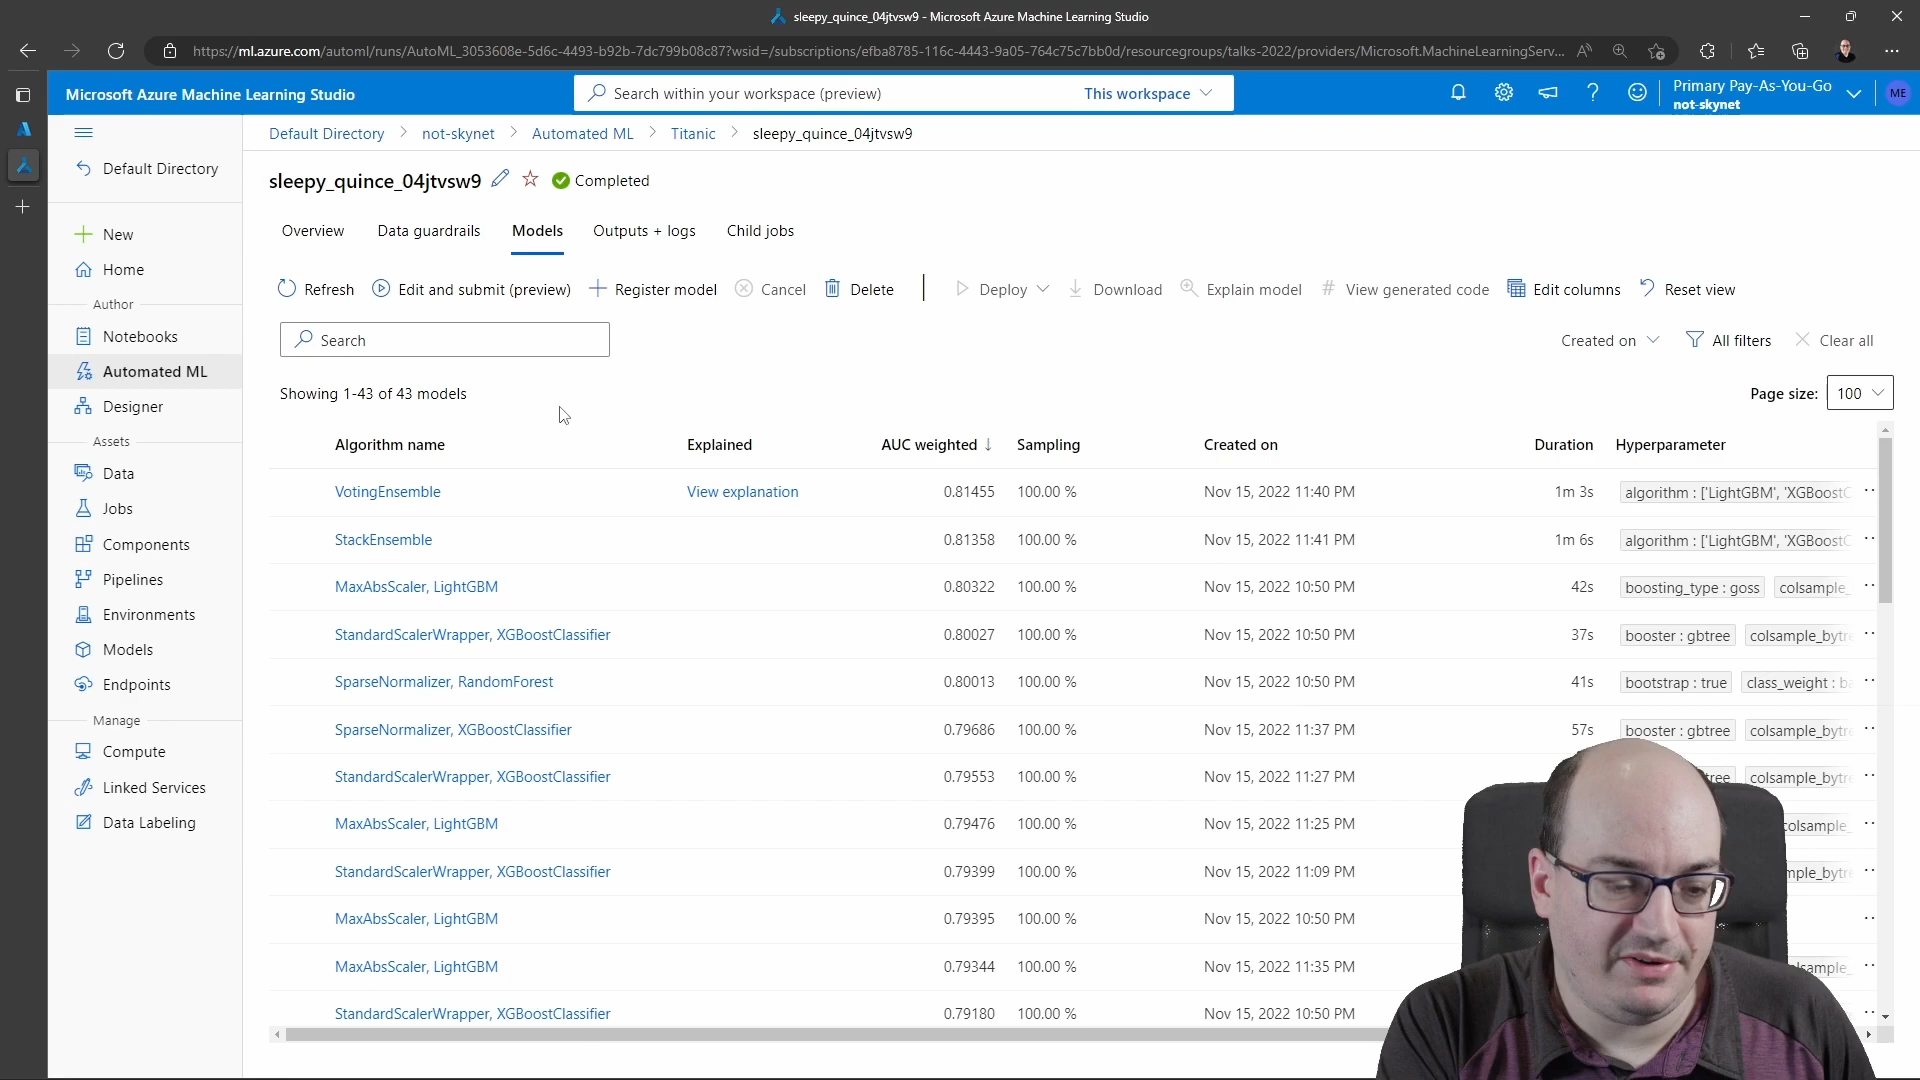 sleepy_quince_04jtvsw9 - Microsoft Azure Machine Learning Studio
https://ml.azure.com/automl/runs/AutoML_3053608e-5d6c-4493-b92b-7dc799b08c87?wsid=/subscriptions/efba8785-116c-4443-9a05-764c75c7bb0d/resourcegroups/talks-2022/providers/Microsoft.MachineLearningServ...
Microsoft Azure Machine Learning Studio
Search within your workspace (preview)
This workspace
Primary Pay-As-You-Go
not-skynet
ME
Default Directory
New
Home
Author
Notebooks
Automated ML
Designer
Assets
Data
Jobs
Components
Pipelines
Environments
Models
Endpoints
Manage
Compute
Linked Services
Data Labeling
Default Directory > not-skynet > Automated ML > Titanic > sleepy_quince_04jtvsw9
sleepy_quince_04jtvsw9 Completed
Overview Data guardrails Models Outputs + logs Child jobs
Refresh Edit and submit (preview) Register model Cancel Delete Deploy Download Explain model View generated code Edit columns Reset view
Search Created on All filters Clear all
Showing 1-43 of 43 models Page size: 100
Algorithm name Explained AUC weighted ↓ Sampling Created on Duration Hyperparameter
VotingEnsemble View explanation 0.81455 100.00 % Nov 15, 2022 11:40 PM 1m 3s algorithm : ['LightGBM', 'XGBoostC
StackEnsemble 0.81358 100.00 % Nov 15, 2022 11:41 PM 1m 6s algorithm : ['LightGBM', 'XGBoostC
MaxAbsScaler, LightGBM 0.80322 100.00 % Nov 15, 2022 10:50 PM 42s boosting_type : goss colsample_
StandardScalerWrapper, XGBoostClassifier 0.80027 100.00 % Nov 15, 2022 10:50 PM 37s booster : gbtree colsample_bytre
SparseNormalizer, RandomForest 0.80013 100.00 % Nov 15, 2022 10:50 PM 41s bootstrap : true class_weight : ba
SparseNormalizer, XGBoostClassifier 0.79686 100.00 % Nov 15, 2022 11:37 PM 57s booster : gbtree colsample_bytre
StandardScalerWrapper, XGBoostClassifier 0.79553 100.00 % Nov 15, 2022 11:27 PM tree colsample_bytre
MaxAbsScaler, LightGBM 0.79476 100.00 % Nov 15, 2022 11:25 PM colsample_
StandardScalerWrapper, XGBoostClassifier 0.79399 100.00 % Nov 15, 2022 11:09 PM mple_bytre
MaxAbsScaler, LightGBM 0.79395 100.00 % Nov 15, 2022 10:50 PM
MaxAbsScaler, LightGBM 0.79344 100.00 % Nov 15, 2022 11:35 PM lsample_
StandardScalerWrapper, XGBoostClassifier 0.79180 100.00 % Nov 15, 2022 10:50 PM